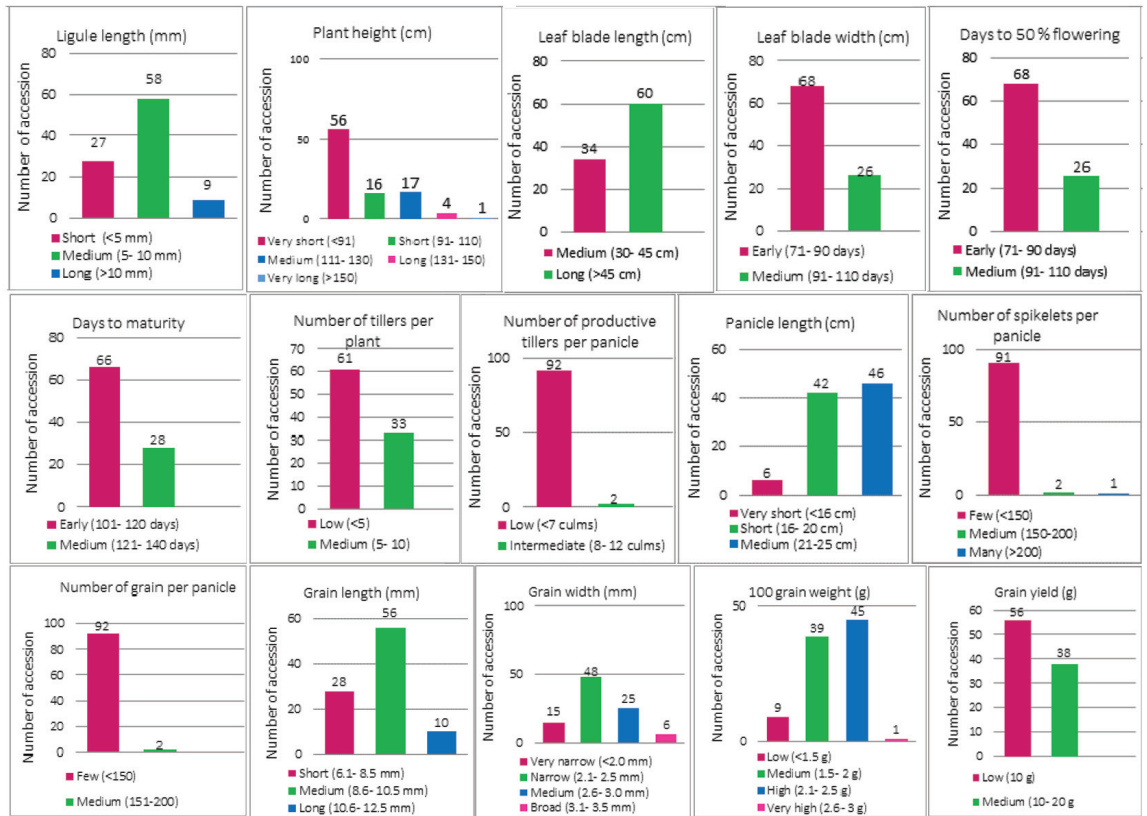 Ligule length (mm)
Number of accession
80
60
40
20
0
27
58
9
Short (<5 mm)
Medium (5- 10 mm)
Long (>10 mm)
Plant height (cm)
Number of accession
100
50
0
56
16
17
4
1
Very short (<91)
Short (91- 110)
Medium (111- 130)
Long (131- 150)
Very long (>150)
Leaf blade length (cm)
Number of accession
80
60
40
20
0
34
60
Medium (30- 45 cm)
Long (>45 cm)
Leaf blade width (cm)
Number of accession
80
60
40
20
0
68
26
Early (71- 90 days)
Medium (91- 110 days)
Days to 50 % flowering
Number of accession
80
60
40
20
0
68
26
Early (71- 90 days)
Medium (91- 110 days)
Days to maturity
Number of accession
80
60
40
20
0
66
28
Early (101- 120 days)
Medium (121- 140 days)
Number of tillers per
plant
Number of accession
70
60
50
40
30
20
10
0
61
33
Low (<5)
Medium (5- 10)
Number of productive
tillers per panicle
Number of accession
100
50
0
92
2
Low (<7 culms)
Intermediate (8- 12 culms)
Panicle length (cm)
Number of accession
60
40
20
0
6
42
46
Very short (<16 cm)
Short (16- 20 cm)
Medium (21-25 cm)
Number of spikelets per
panicle
Number of accession
100
50
0
91
2
1
Few (<150)
Medium (150-200)
Many (>200)
Number of grain per panicle
Number of accession
100
80
60
40
20
0
92
2
Few (<150)
Medium (151-200)
Grain length (mm)
Number of accession
60
40
20
0
28
56
10
Short (6.1- 8.5 mm)
Medium (8.6- 10.5 mm)
Long (10.6- 12.5 mm)
Grain width (mm)
Number of accession
100
50
0
15
48
25
6
Very narrow (<2.0 mm)
Narrow (2.1- 2.5 mm)
Medium (2.6- 3.0 mm)
Broad (3.1- 3.5 mm)
100 grain weight (g)
Number of accession
50
0
9
39
45
1
Low (<1.5 g)
Medium (1.5- 2 g)
High (2.1- 2.5 g)
Very high (2.6- 3 g)
Grain yield (g)
Number of accession
60
50
40
30
20
10
0
56
38
Low (10 g)
Medium (10- 20 g